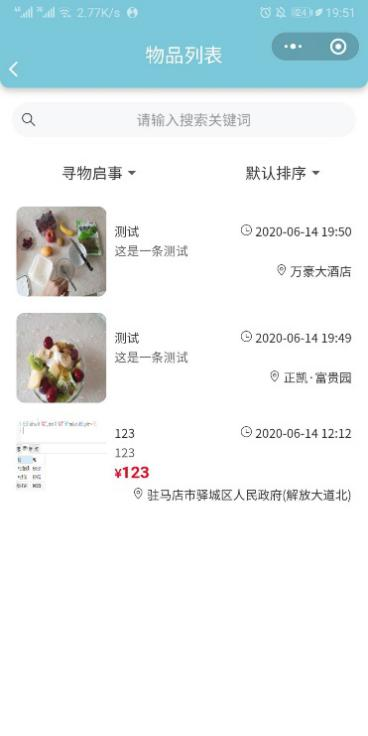 2.77K/s
24
19:51
物品列表
请输入搜索关键词
寻物启事
默认排序
测试
2020-06-14 19:50
这是一条测试
万豪大酒店
测试
2020-06-14 19:49
这是一条测试
正凯·富贵园
123
2020-06-14 12:12
123
¥123
驻马店市驿城区人民政府(解放大道北)